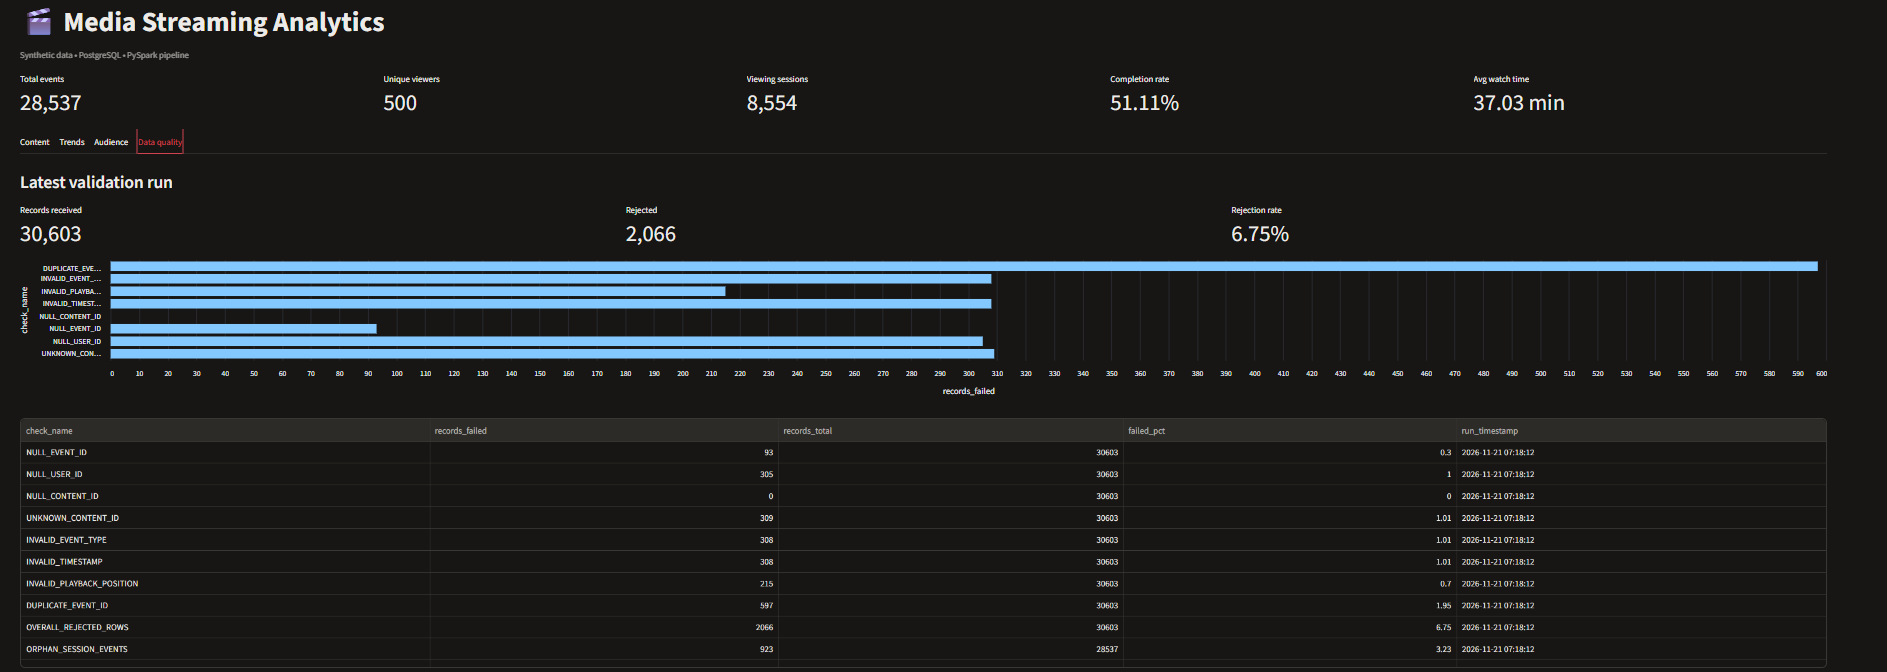 🎬 Media Streaming Analytics
Synthetic data • PostgreSQL • PySpark pipeline
Total events Unique viewers Viewing sessions Completion rate Avg watch time
28,537 500 8,554 51.11% 37.03 min
Content Trends Audience Data quality
Latest validation run
Records received Rejected Rejection rate
30,603 2,066 6.75%
check_name
DUPLICATE_EVE...
INVALID_EVENT_...
INVALID_PLAYBA...
INVALID_TIMEST...
NULL_CONTENT_ID
NULL_EVENT_ID
NULL_USER_ID
UNKNOWN_CON...
0 10 20 30 40 50 60 70 80 90 100 110 120 130 140 150 160 170 180 190 200 210 220 230 240 250 260 270 280 290 300 310 320 330 340 350 360 370 380 390 400 410 420 430 440 450 460 470 480 490 500 510 520 530 540 550 560 570 580 590 600
records_failed
check_name records_failed records_total failed_pct run_timestamp
NULL_EVENT_ID 93 30603 0.3 2026-11-21 07:18:12
NULL_USER_ID 305 30603 1 2026-11-21 07:18:12
NULL_CONTENT_ID 0 30603 0 2026-11-21 07:18:12
UNKNOWN_CONTENT_ID 309 30603 1.01 2026-11-21 07:18:12
INVALID_EVENT_TYPE 308 30603 1.01 2026-11-21 07:18:12
INVALID_TIMESTAMP 308 30603 1.01 2026-11-21 07:18:12
INVALID_PLAYBACK_POSITION 215 30603 0.7 2026-11-21 07:18:12
DUPLICATE_EVENT_ID 597 30603 1.95 2026-11-21 07:18:12
OVERALL_REJECTED_ROWS 2066 30603 6.75 2026-11-21 07:18:12
ORPHAN_SESSION_EVENTS 923 28537 3.23 2026-11-21 07:18:12